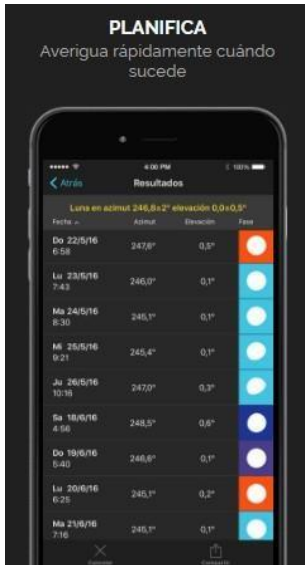 PLANIFICA
Averigua rápidamente cuándo
sucede
4:00 PM 100%
Atrás Resultados
Luna en azimut 246,8±2° elevación 0,0±0,5°
Fecha Azimut Elevación Fase
Do 22/5/16
6:58 247,6° 0,5°
Lu 23/5/16
7:43 246,0° 0,1°
Ma 24/5/16
8:30 245,1° 0,1°
Mi 25/5/16
9:21 245,4° 0,1°
Ju 26/5/16
10:16 247,0° 0,3°
Sa 18/6/16
4:56 248,5° 0,6°
Do 19/6/16
5:40 246,6° 0,1°
Lu 20/6/16
6:25 245,1° 0,2°
Ma 21/6/16
7:16 245,1° 0,1°
Cancelar Compartir